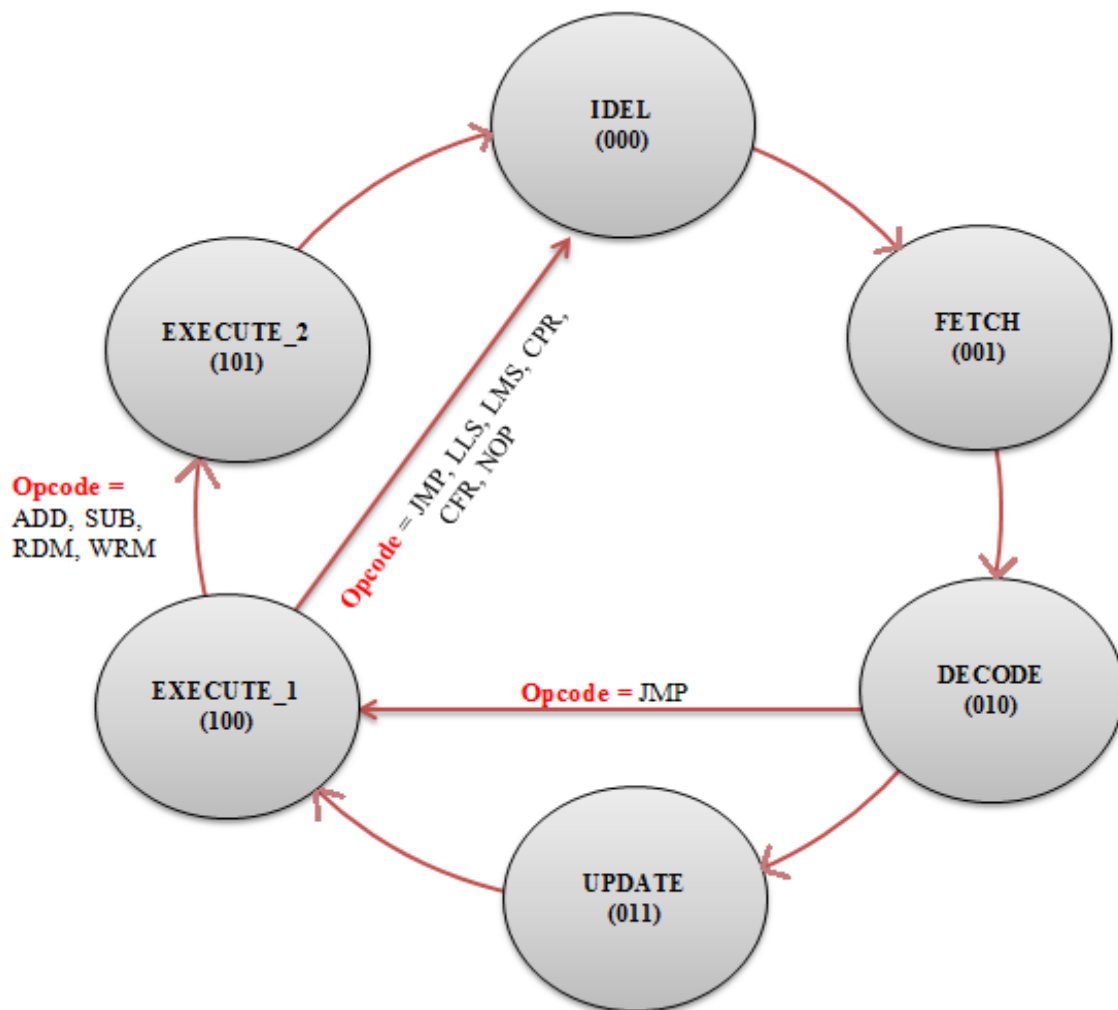 IDEL
(000)
FETCH
(001)
EXECUTE_2
(101)
Opcode = JMP, LLS, LMS, CPR,
CFR, NOP
Opcode =
ADD, SUB,
RDM, WRM
DECODE
(010)
Opcode = JMP
EXECUTE_1
(100)
UPDATE
(011)